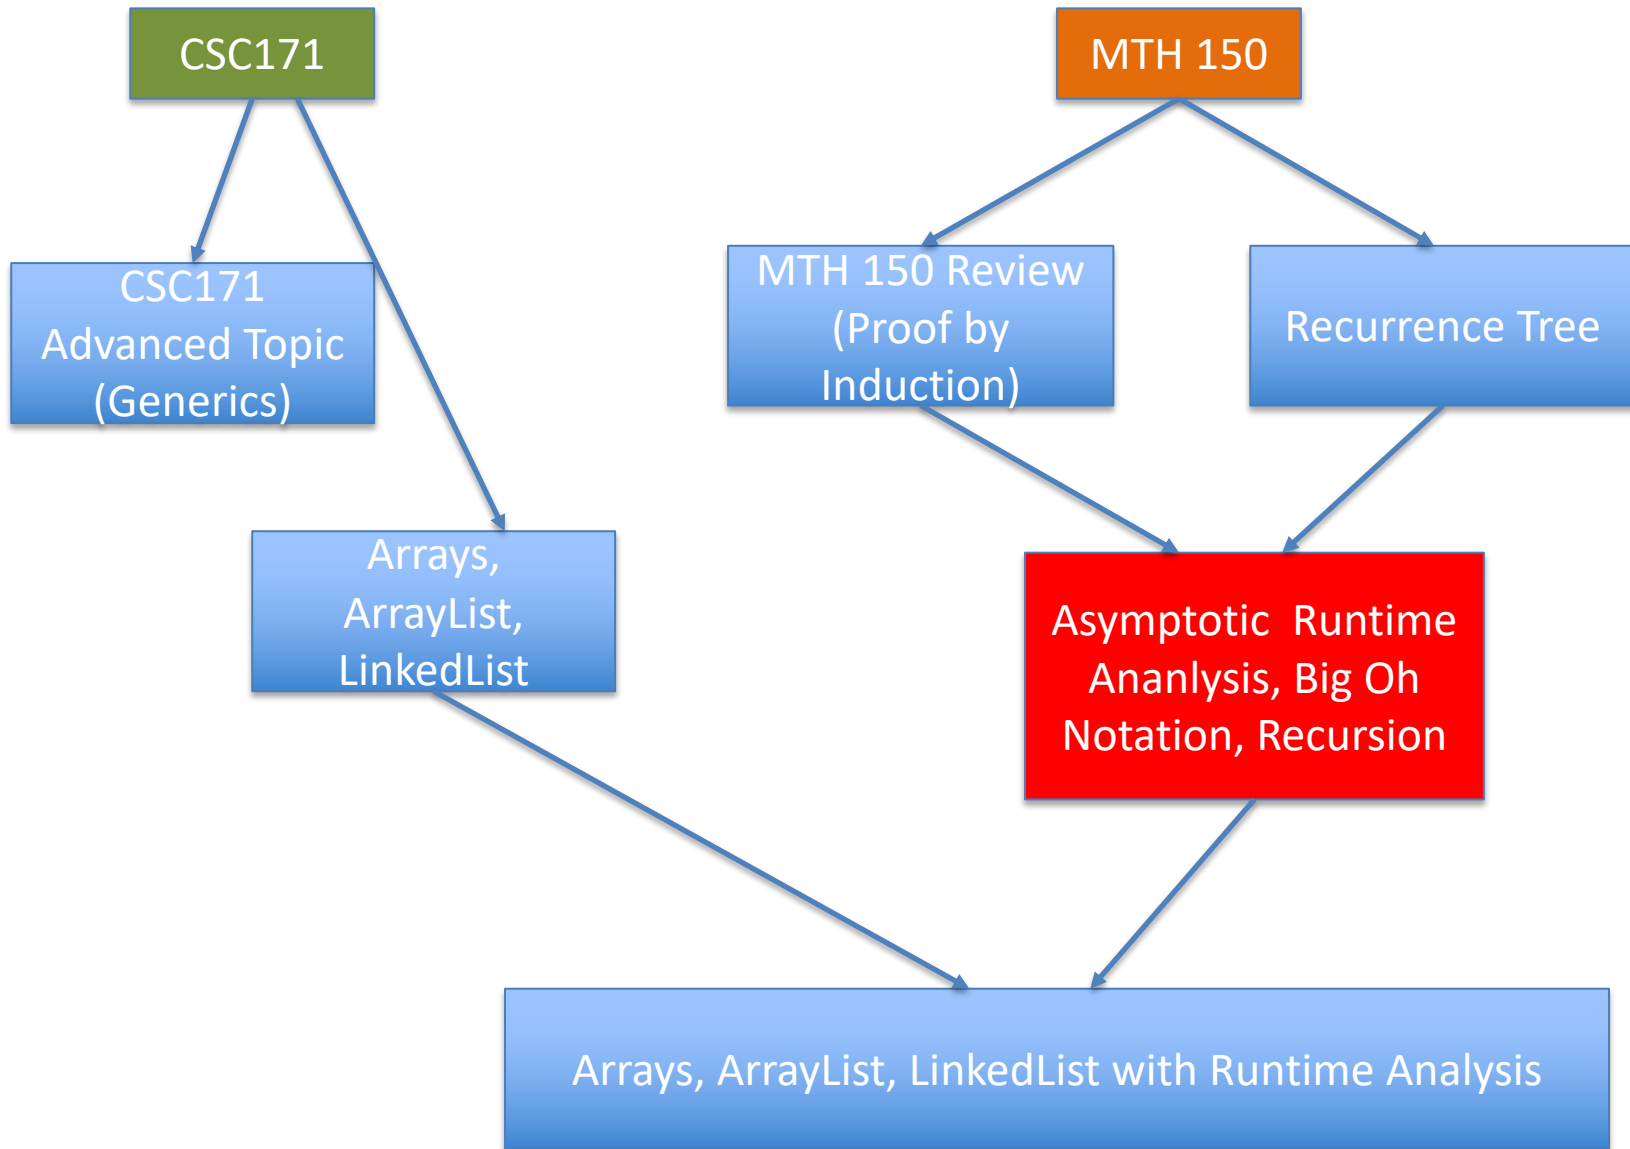 CSC171
MTH 150
CSC171
Advanced Topic
(Generics)
MTH 150 Review
(Proof by
Induction)
Recurrence Tree
Arrays,
ArrayList,
LinkedList
Asymptotic  Runtime
Ananlysis, Big Oh
Notation, Recursion
Arrays, ArrayList, LinkedList with Runtime Analysis